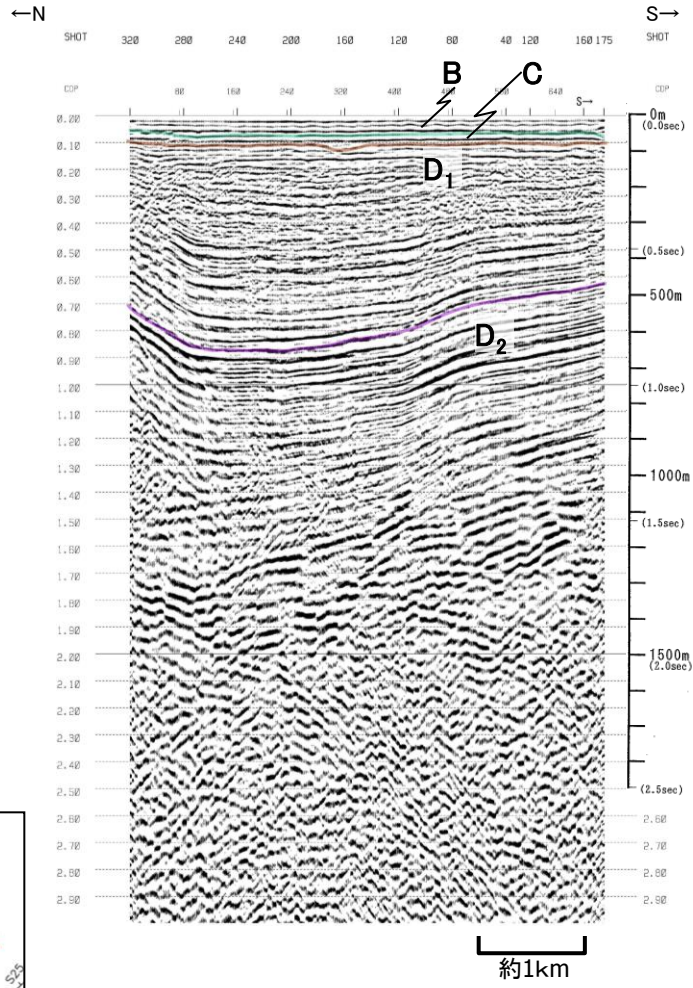 ←N S→
SHOT 320 280 240 200 160 120 80 40 120 160 175 SHOT
B C
CDP 80 160 240 320 400 640 CDP
S→
0.00 0m
(0.0sec)
0.10
D1
0.20
0.30
0.40
0.50 (0.5sec)
0.60
500m
0.70
0.80
D2
0.90
1.00 (1.0sec)
1.10
1.20
1.30
1000m
1.40
1.50 (1.5sec)
1.60
1.70
1.80
1.90
2.00 1500m
(2.0sec)
2.10
2.20
2.30
2.40
2.50 (2.5sec)
2.60 2.60
2.70 2.70
2.80 2.80
2.90 2.90
約1km
S25